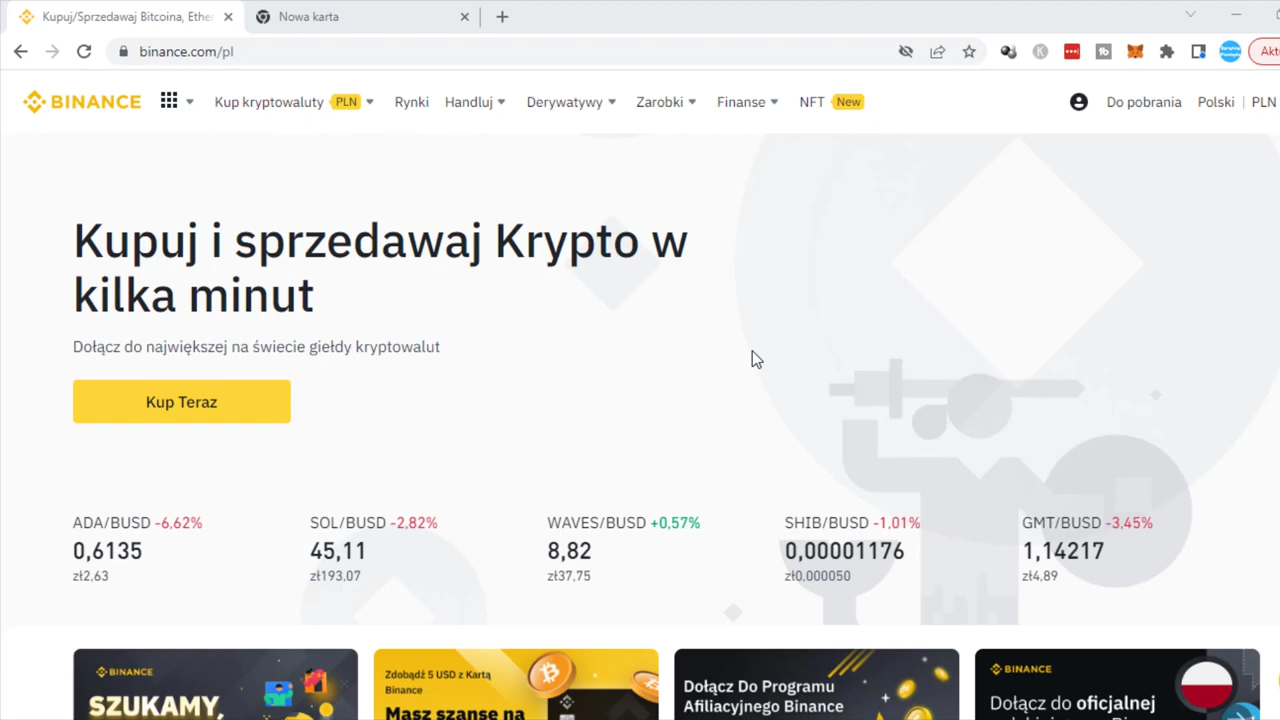 Kupuj/Sprzedawaj Bitcoina, Ether
Nowa karta
binance.com/pl
Aktu
BINANCE
Kup kryptowaluty PLN
Rynki
Handluj
Derywatywy
Zarobki
Finanse
NFT New
Do pobrania
Polski | PLN
Kupuj i sprzedawaj Krypto w
kilka minut
Dołącz do największej na świecie giełdy kryptowalut
Kup Teraz
ADA/BUSD -6,62%
0,6135
zł2,63
SOL/BUSD -2,82%
45,11
zł193,07
WAVES/BUSD +0,57%
8,82
zł37,75
SHIB/BUSD -1,01%
0,00001176
zł0,000050
GMT/BUSD -3,45%
1,14217
zł4,89
BINANCE
SZUKAMY,
Zdobądź 5 USD z Kartą
Binance
Masz szansę na
Dołącz Do Programu
Afiliacyjnego Binance
BINANCE
Dołącz do oficjalnej